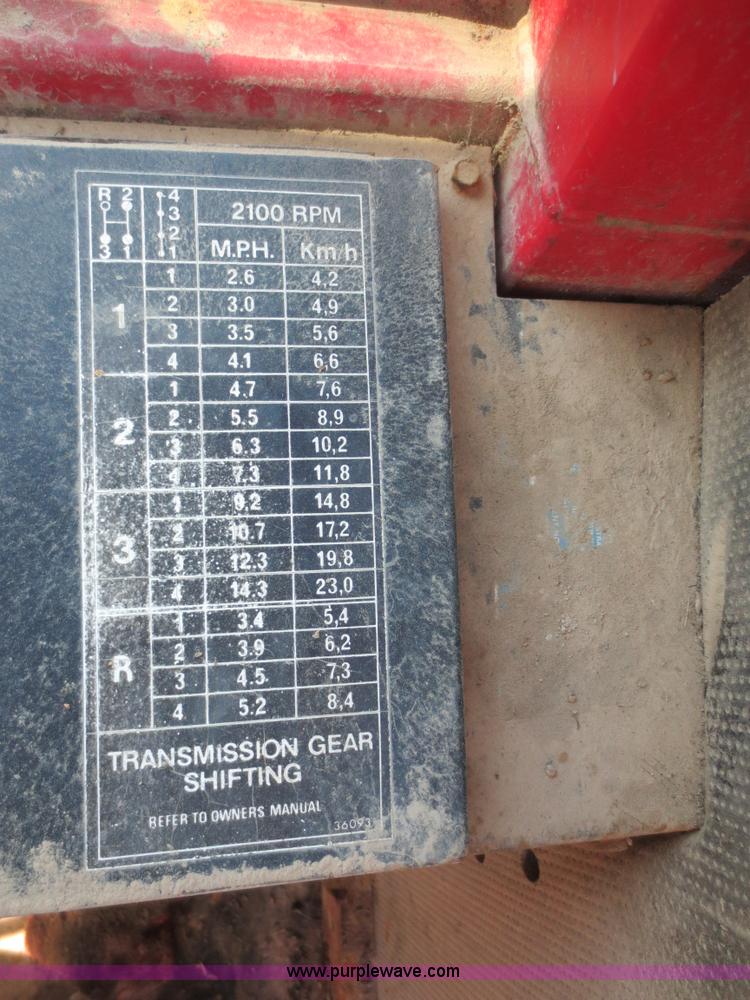 R 2 4 2100 RPM
3
2
3 1 1 M.P.H. Km/h
1 1 2.6 4,2
2 3.0 4,9
3 3.5 5,6
4 4.1 6,6
2 1 4.7 7,6
2 5.5 8,9
3 6.3 10,2
4 7.3 11,8
3 1 9.2 14,8
2 10.7 17,2
3 12.3 19,8
4 14.3 23,0
R 1 3.4 5,4
2 3.9 6,2
3 4.5 7,3
4 5.2 8,4
TRANSMISSION GEAR
SHIFTING
REFER TO OWNERS MANUAL
36093
www.purplewave.com